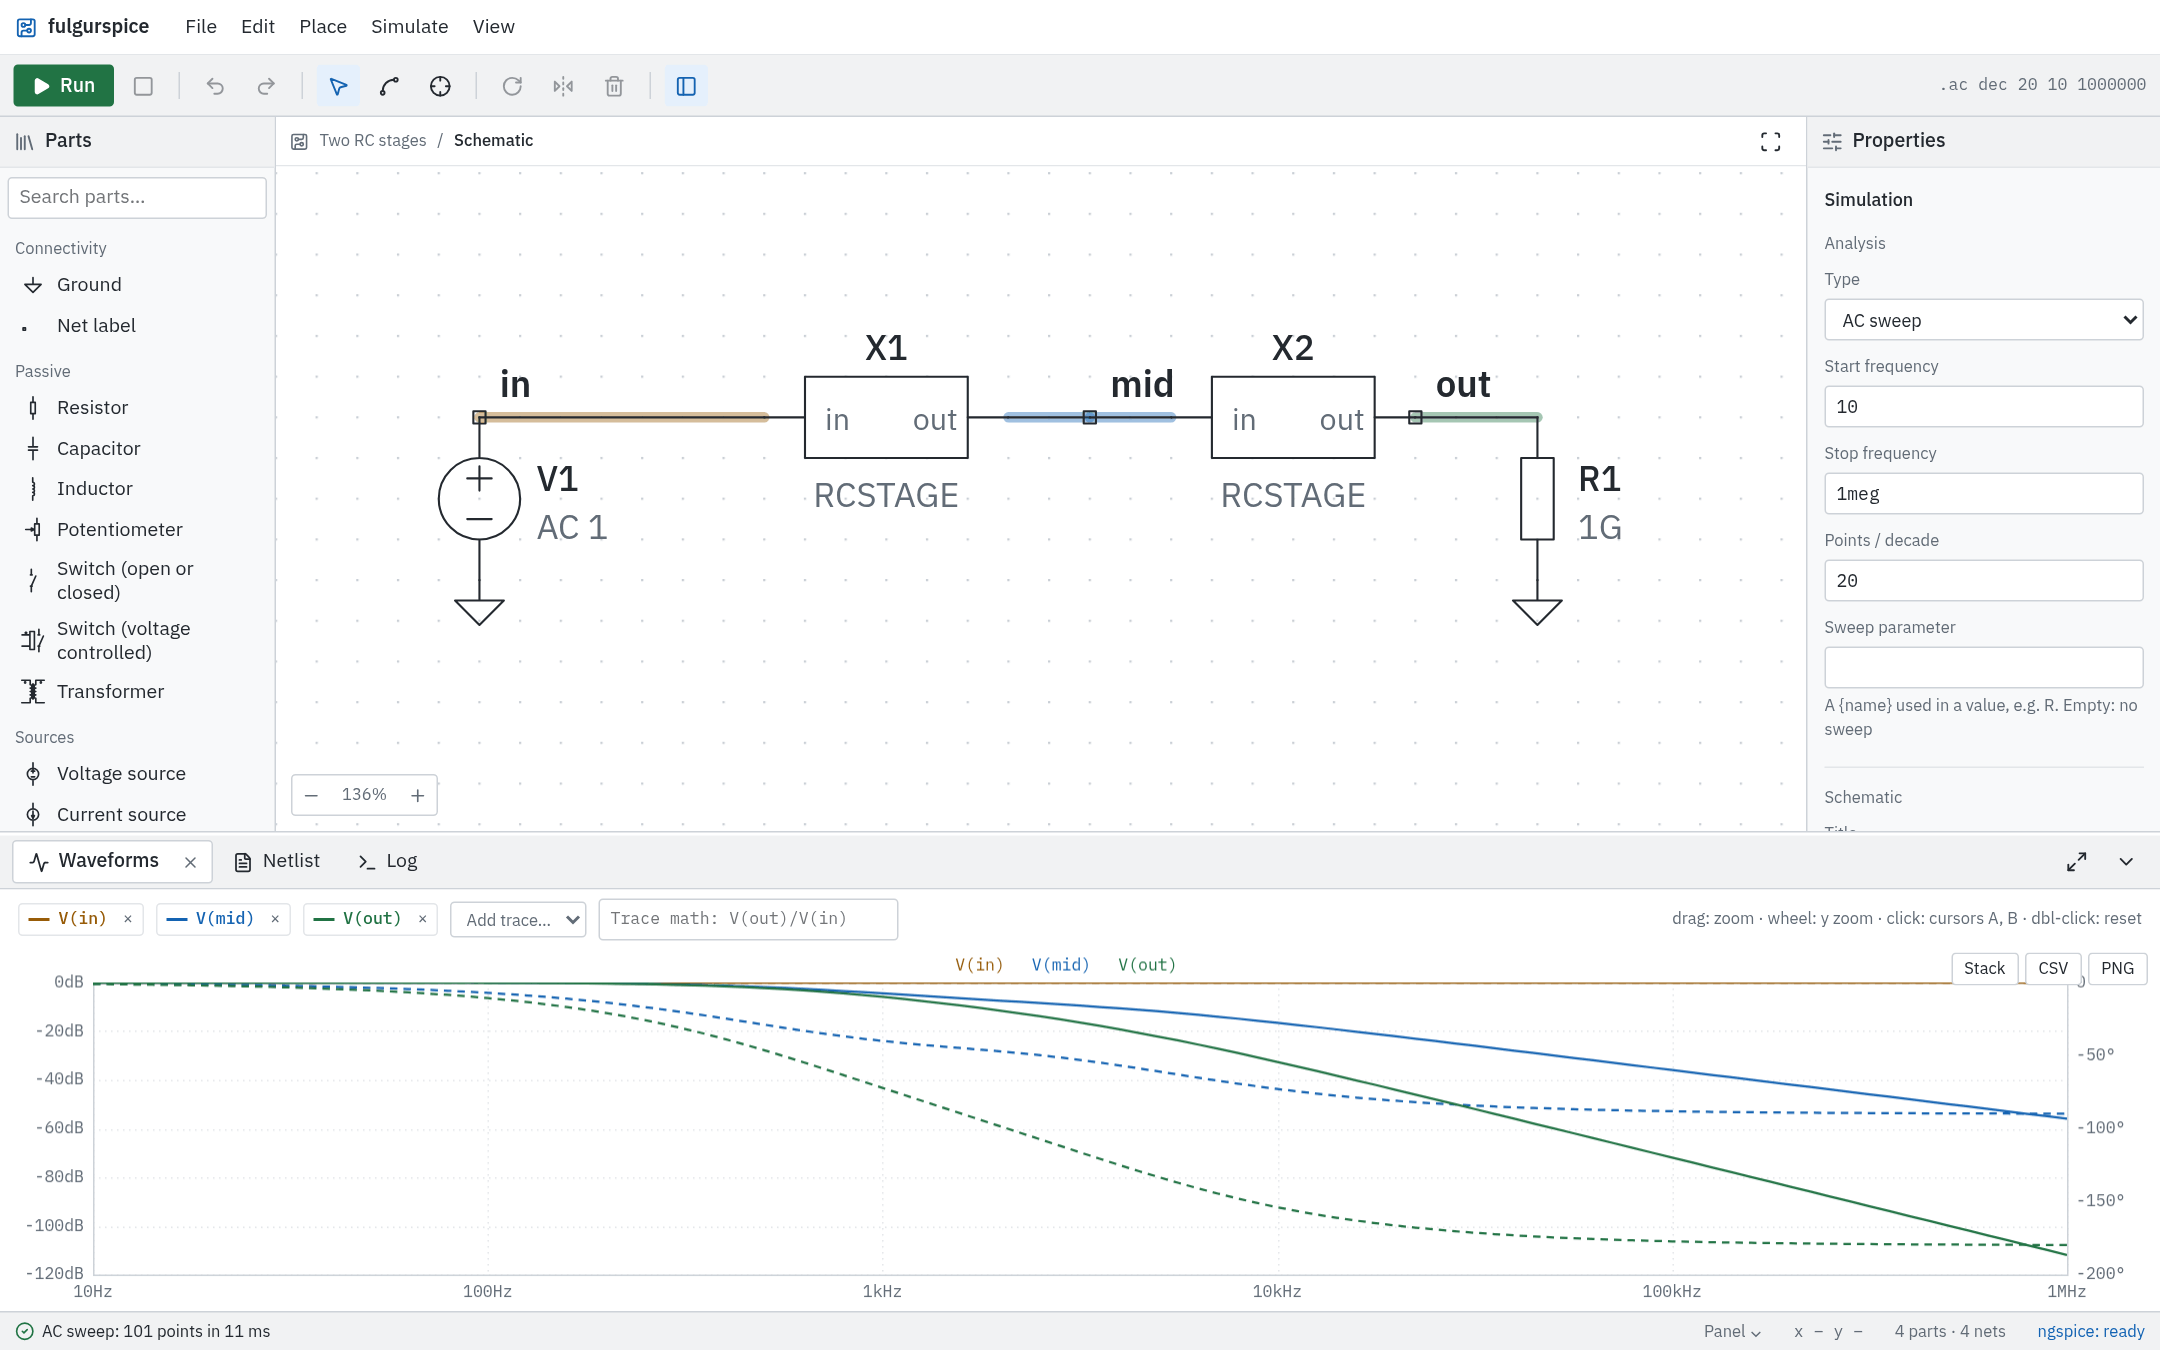 fulgurspice File Edit Place Simulate View
Run .ac dec 20 10 1000000
Parts
Search parts...
Connectivity
Ground
Net label
Passive
Resistor
Capacitor
Inductor
Potentiometer
Switch (open or
closed)
Switch (voltage
controlled)
Transformer
Sources
Voltage source
Current source
Two RC stages / Schematic
X1 X2
in mid out
in out in out
V1 R1
RCSTAGE RCSTAGE
AC 1 1G
136%
Properties
Simulation
Analysis
Type
AC sweep
Start frequency
10
Stop frequency
1meg
Points / decade
20
Sweep parameter
A {name} used in a value, e.g. R. Empty: no
sweep
Schematic
Waveforms Netlist Log
V(in) × V(mid) × V(out) × Add trace... Trace math: V(out)/V(in) drag: zoom · wheel: y zoom · click: cursors A, B · dbl-click: reset
V(in) V(mid) V(out)
Stack CSV PNG
0dB
-20dB
-40dB
-60dB
-80dB
-100dB
-120dB
-50°
-100°
-150°
-200°
10Hz 100Hz 1kHz 10kHz 100kHz 1MHz
AC sweep: 101 points in 11 ms Panel x – y – 4 parts · 4 nets ngspice: ready